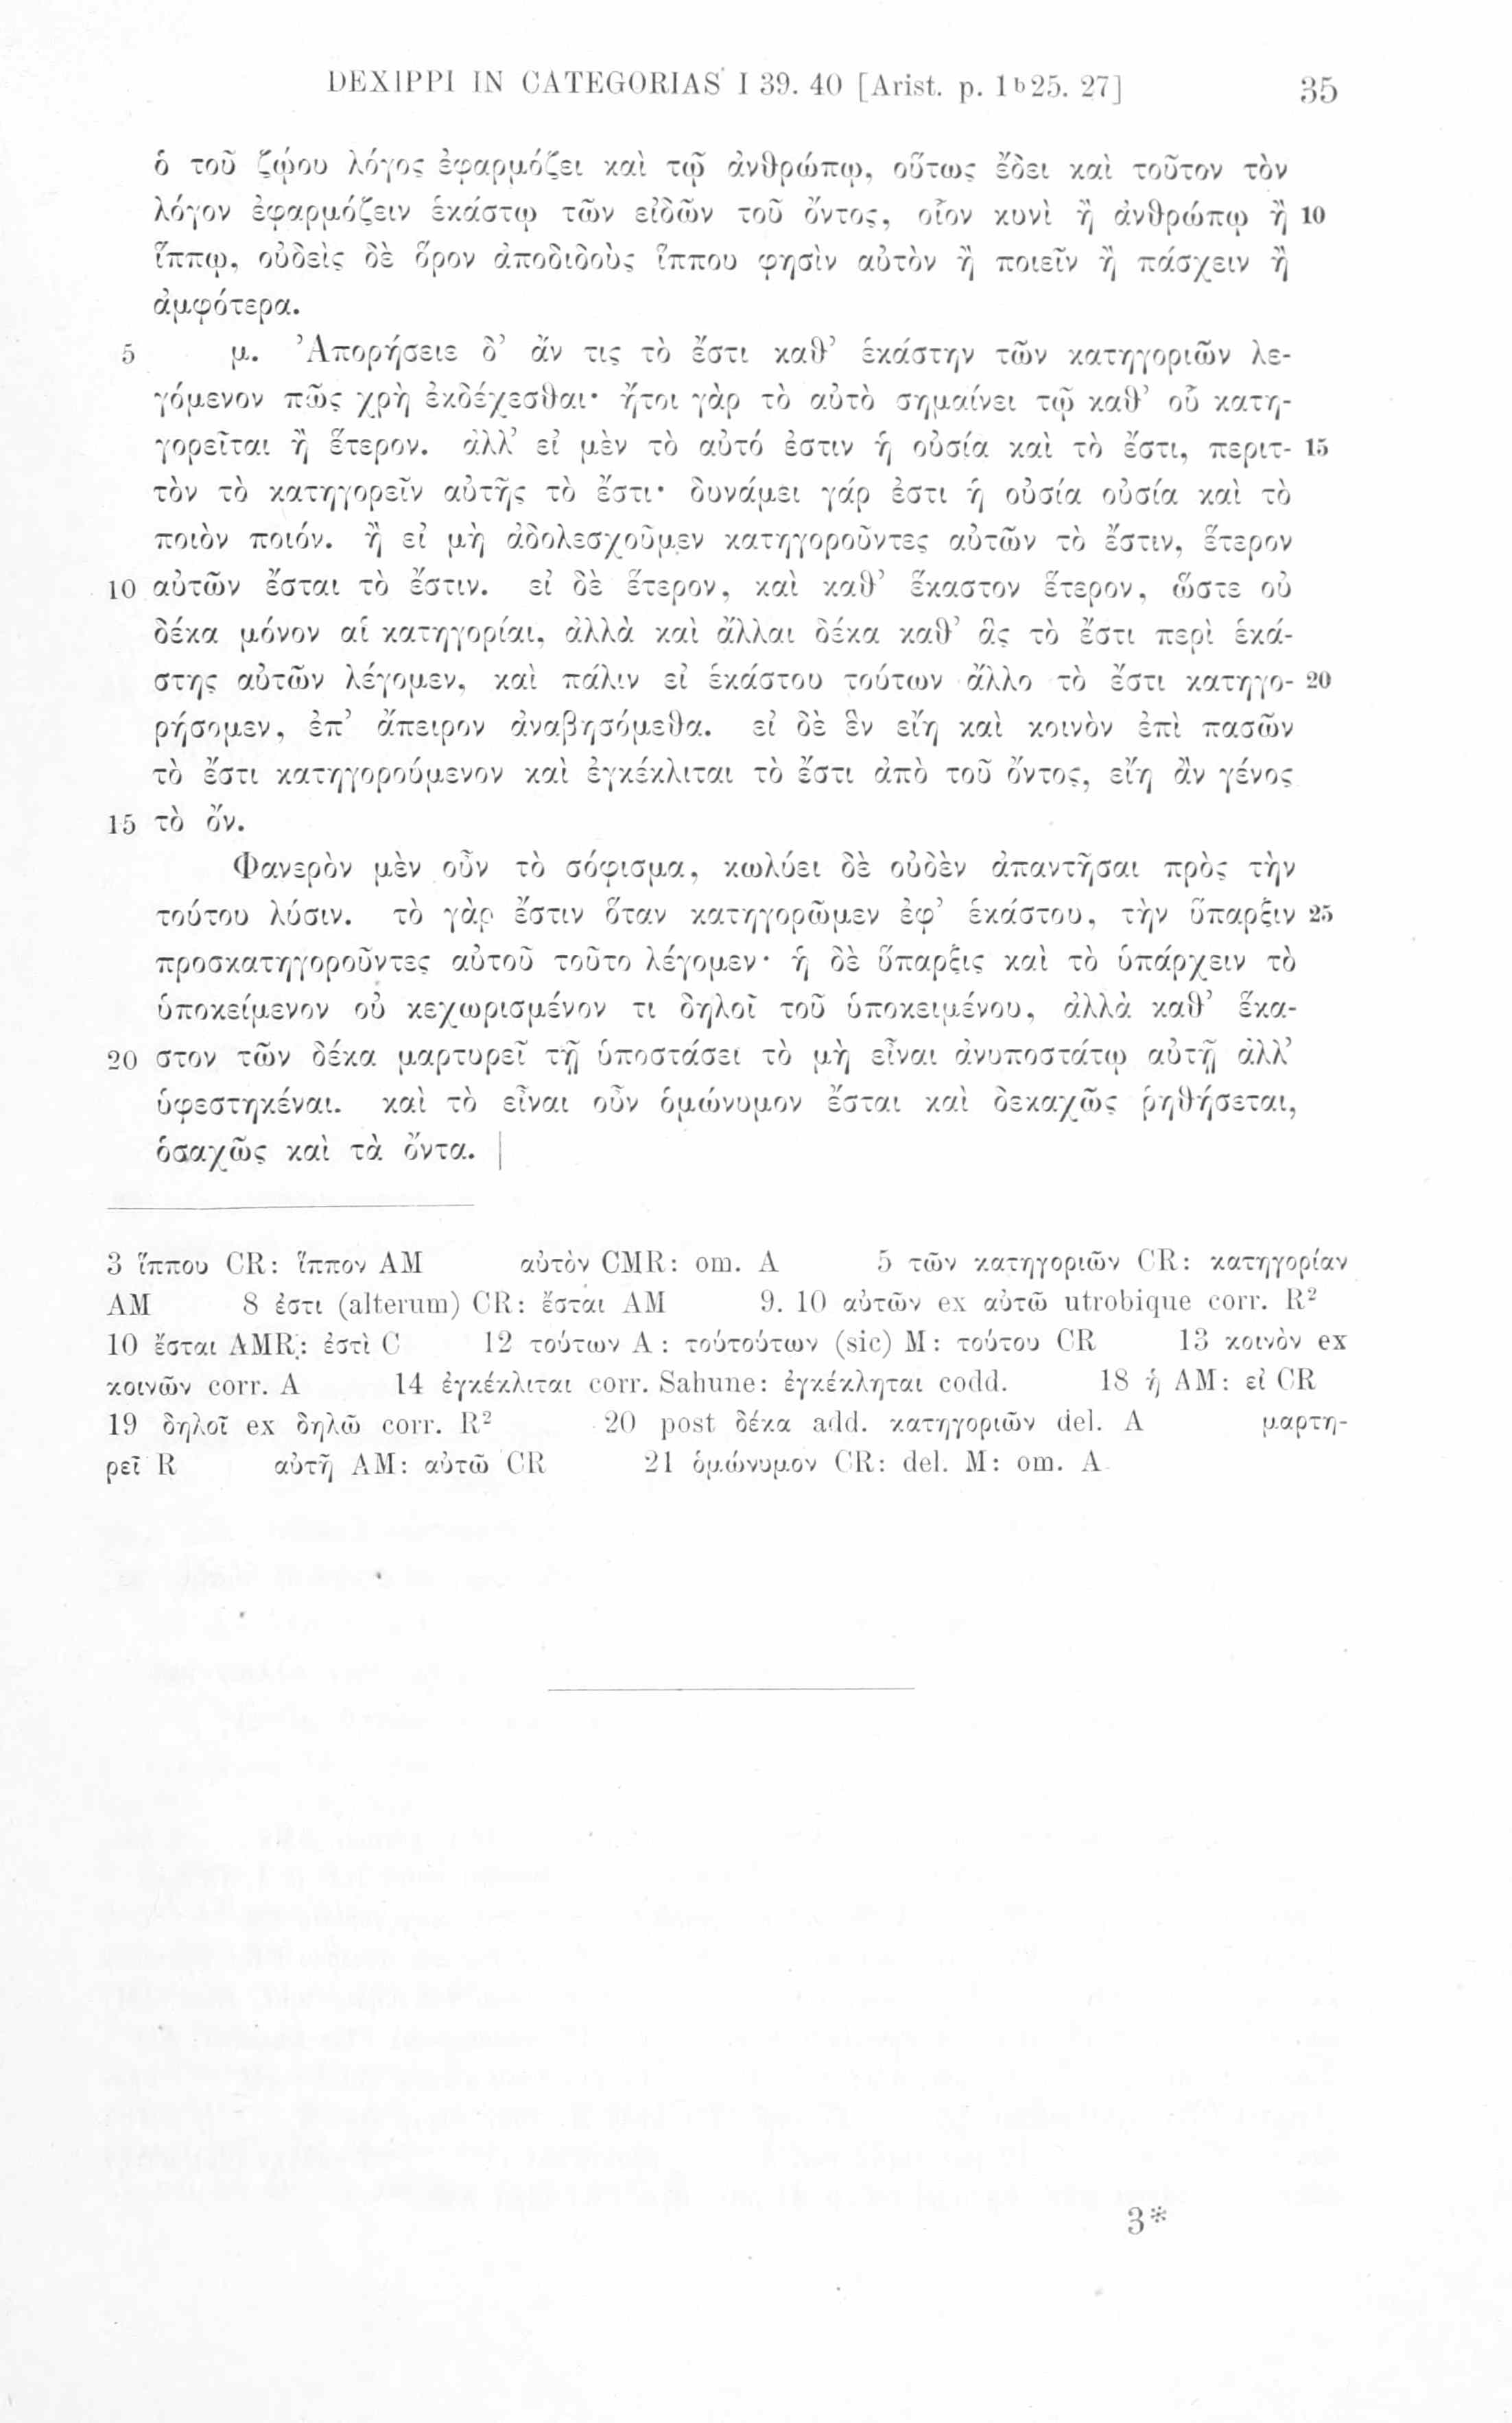 DEXIPPI IN CATEGORIAS I 39. 40 [Arist. p. 1b25. 27] 35
ὁ τοῦ ζῴου λόγος ἐφαρμόζει καὶ τῷ ἀνθρώπῳ, οὕτως ἔδει καὶ τοῦτον τὸν
λόγον ἐφαρμόζειν ἑκάστῳ τῶν εἰδῶν τοῦ ὄντος, οἷον κυνὶ ἢ ἀνθρώπῳ ἢ 10
ἵππῳ, οὐδεὶς δὲ ὅρον ἀποδιδοὺς ἵππου φησὶν αὐτὸν ἢ ποιεῖν ἢ πάσχειν ἢ
ἀμφότερα.
5 μ. Ἀπορήσειε δ’ ἄν τις τὸ ἔστι καθ’ ἑκάστην τῶν κατηγοριῶν λε-
γόμενον πῶς χρὴ ἐκδέχεσθαι· ἤτοι γὰρ τὸ αὐτὸ σημαίνει τῷ καθ’ οὗ κατη-
γορεῖται ἢ ἕτερον. ἀλλ’ εἰ μὲν τὸ αὐτό ἐστιν ἡ οὐσία καὶ τὸ ἔστι, περιτ- 15
τὸν τὸ κατηγορεῖν αὐτῆς τὸ ἔστι· δυνάμει γάρ ἐστι ἡ οὐσία οὐσία καὶ τὸ
ποιὸν ποιόν. ἢ εἰ μὴ ἀδολεσχοῦμεν κατηγοροῦντες αὐτῶν τὸ ἔστιν, ἕτερον
10 αὐτῶν ἔσται τὸ ἔστιν. εἰ δὲ ἕτερον, καὶ καθ’ ἕκαστον ἕτερον, ὥστε οὐ
δέκα μόνον αἱ κατηγορίαι, ἀλλὰ καὶ ἄλλαι δέκα καθ’ ἃς τὸ ἔστι περὶ ἑκά-
στης αὐτῶν λέγομεν, καὶ πάλιν εἰ ἑκάστου τούτων ἄλλο τὸ ἔστι κατηγο- 20
ρήσομεν, ἐπ’ ἄπειρον ἀναβησόμεθα. εἰ δὲ ἓν εἴη καὶ κοινὸν ἐπὶ πασῶν
τὸ ἔστι κατηγορούμενον καὶ ἐγκέκλιται τὸ ἔστι ἀπὸ τοῦ ὄντος, εἴη ἂν γένος
15 τὸ ὄν.
Φανερὸν μὲν οὖν τὸ σόφισμα, κωλύει δὲ οὐδὲν ἀπαντῆσαι πρὸς τὴν
τούτου λύσιν. τὸ γὰρ ἔστιν ὅταν κατηγορῶμεν ἐφ’ ἑκάστου, τὴν ὕπαρξιν 25
προσκατηγοροῦντες αὐτοῦ τοῦτο λέγομεν· ἡ δὲ ὕπαρξις καὶ τὸ ὑπάρχειν τὸ
ὑποκείμενον οὐ κεχωρισμένον τι δηλοῖ τοῦ ὑποκειμένου, ἀλλὰ καθ’ ἕκα-
20 στον τῶν δέκα μαρτυρεῖ τῇ ὑποστάσει τὸ μὴ εἶναι ἀνυποστάτῳ αὐτῇ ἀλλ’
ὑφεστηκέναι. καὶ τὸ εἶναι οὖν ὁμώνυμον ἔσται καὶ δεκαχῶς ῥηθήσεται,
ὁσαχῶς καὶ τὰ ὄντα. |
3 ἵππου CR: ἵππον AM αὐτὸν CMR: om. A 5 τῶν κατηγοριῶν CR: κατηγορίαν
AM 8 ἐστι (alterum) CR: ἔσται AM 9. 10 αὐτῶν ex αὐτῶ utrobique corr. R²
10 ἔσται AMR: ἐστὶ C 12 τούτων A: τούτούτων (sic) M: τούτου CR 13 κοινὸν ex
κοινῶν corr. A 14 ἐγκέκλιται corr. Sahune: ἐγκέκληται codd. 18 ἡ AM: εἰ CR
19 δηλοῖ ex δηλῶ corr. R² 20 post δέκα add. κατηγοριῶν del. A μαρτη-
ρεῖ R αὐτῆ AM: αὐτῶ CR 21 ὁμώνυμον CR: del. M: om. A
3*